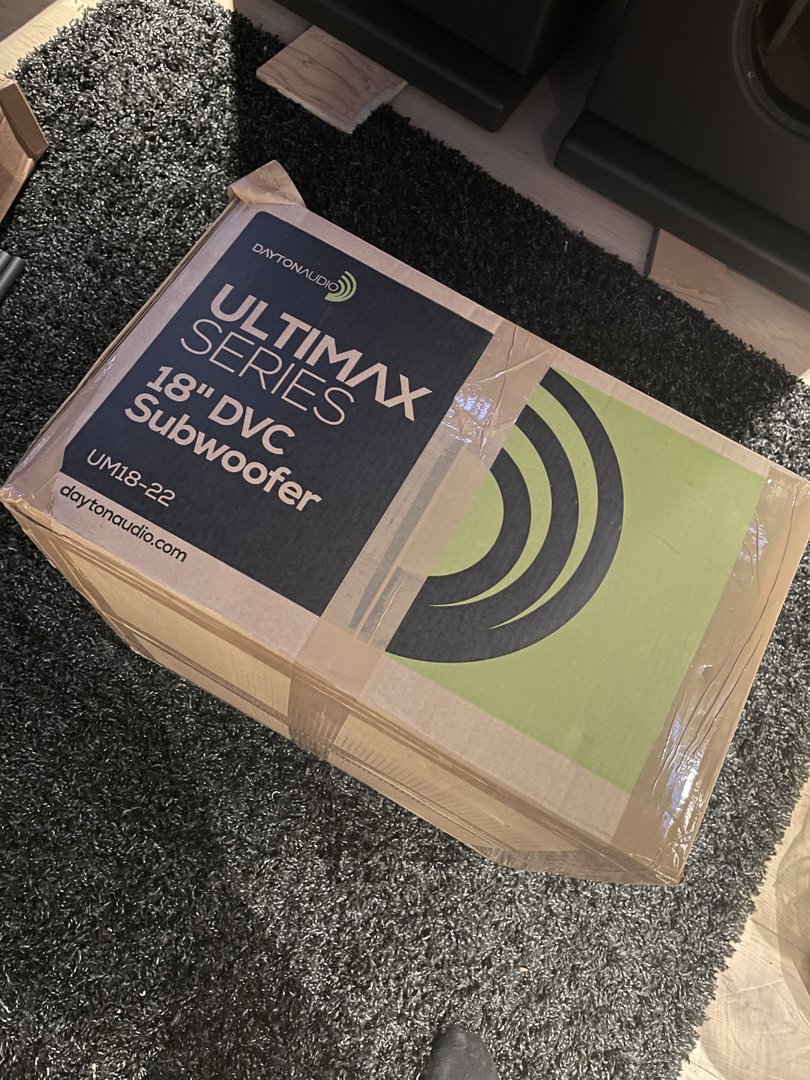 DAYTONAUDIO
ULTIMAX
SERIES
18" DVC
Subwoofer
UM18-22
daytonaudio.com